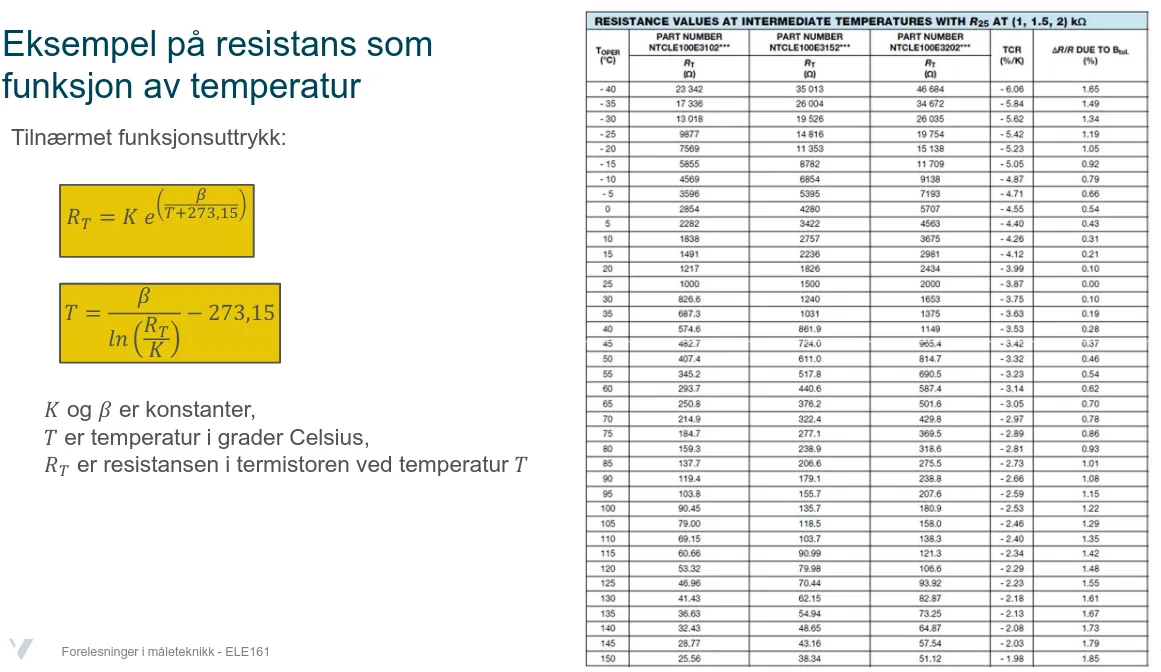 Eksempel på resistans som
funksjon av temperatur
Tilnærmet funksjonsuttrykk:
R_T = K e^(β/(T+273,15))
T = β/ln(R_T/K) − 273,15
K og β er konstanter,
T er temperatur i grader Celsius,
R_T er resistansen i termistoren ved temperatur T
Forelesninger i måleteknikk - ELE161
RESISTANCE VALUES AT INTERMEDIATE TEMPERATURES WITH R25 AT (1, 1.5, 2) kΩ
T_OPER (°C) PART NUMBER NTCLE100E3102*** R_T (Ω) PART NUMBER NTCLE100E3152*** R_T (Ω) PART NUMBER NTCLE100E3202*** R_T (Ω) TCR (%/K) ΔR/R DUE TO B_tol. (%)
- 40 23 342 35 013 46 684 - 6.06 1.65
- 35 17 336 26 004 34 672 - 5.84 1.49
- 30 13 018 19 526 26 035 - 5.62 1.34
- 25 9877 14 816 19 754 - 5.42 1.19
- 20 7569 11 353 15 138 - 5.23 1.05
- 15 5855 8782 11 709 - 5.05 0.92
- 10 4569 6854 9138 - 4.87 0.79
- 5 3596 5395 7193 - 4.71 0.66
0 2854 4280 5707 - 4.55 0.54
5 2282 3422 4563 - 4.40 0.43
10 1838 2757 3675 - 4.26 0.31
15 1491 2236 2981 - 4.12 0.21
20 1217 1826 2434 - 3.99 0.10
25 1000 1500 2000 - 3.87 0.00
30 826.6 1240 1653 - 3.75 0.10
35 687.3 1031 1375 - 3.63 0.19
40 574.6 861.9 1149 - 3.53 0.28
45 482.7 724.0 965.4 - 3.42 0.37
50 407.4 611.0 814.7 - 3.32 0.46
55 345.2 517.8 690.5 - 3.23 0.54
60 293.7 440.6 587.4 - 3.14 0.62
65 250.8 376.2 501.6 - 3.05 0.70
70 214.9 322.4 429.8 - 2.97 0.78
75 184.7 277.1 369.5 - 2.89 0.86
80 159.3 238.9 318.6 - 2.81 0.93
85 137.7 206.6 275.5 - 2.73 1.01
90 119.4 179.1 238.8 - 2.66 1.08
95 103.8 155.7 207.6 - 2.59 1.15
100 90.45 135.7 180.9 - 2.53 1.22
105 79.00 118.5 158.0 - 2.46 1.29
110 69.15 103.7 138.3 - 2.40 1.35
115 60.66 90.99 121.3 - 2.34 1.42
120 53.32 79.98 106.6 - 2.29 1.48
125 46.96 70.44 93.92 - 2.23 1.55
130 41.43 62.15 82.87 - 2.18 1.61
135 36.63 54.94 73.25 - 2.13 1.67
140 32.43 48.65 64.87 - 2.08 1.73
145 28.77 43.16 57.54 - 2.03 1.79
150 25.56 38.34 51.12 - 1.98 1.85